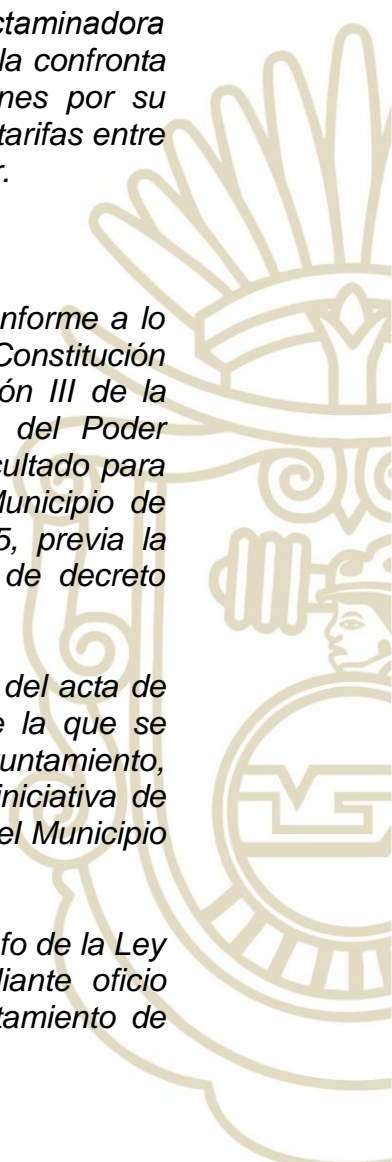 ctaminadora
la confronta
nes por su
tarifas entre
r.
nforme a lo
Constitución
ón III de la
del Poder
cultado para
Municipio de
5, previa la
de decreto
del acta de
e la que se
yuntamiento,
iniciativa de
el Municipio
fo de la Ley
diante oficio
tamiento de